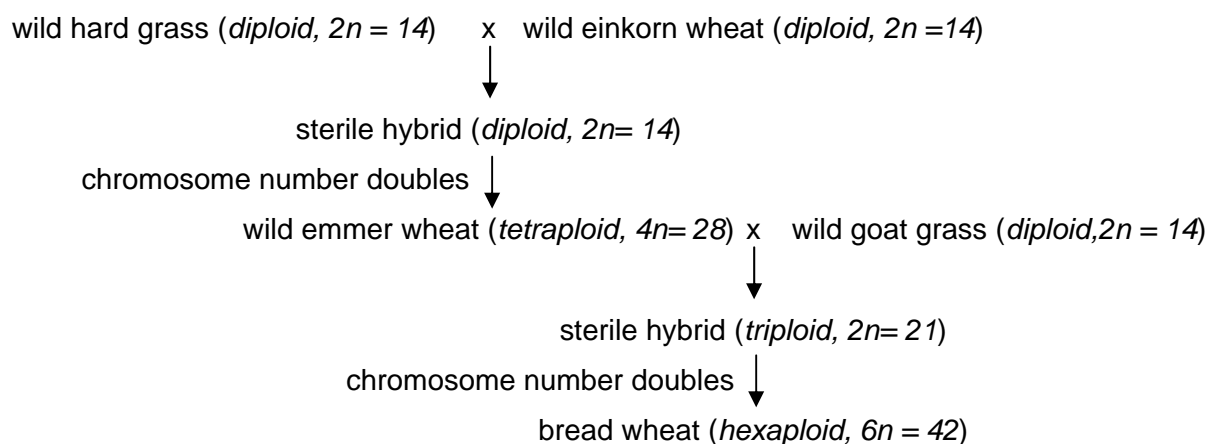 wild hard grass (diploid, 2n = 14) x wild einkorn wheat (diploid, 2n =14)
sterile hybrid (diploid, 2n= 14)
chromosome number doubles
wild emmer wheat (tetraploid, 4n= 28) x wild goat grass (diploid,2n = 14)
sterile hybrid (triploid, 2n= 21)
chromosome number doubles
bread wheat (hexaploid, 6n = 42)